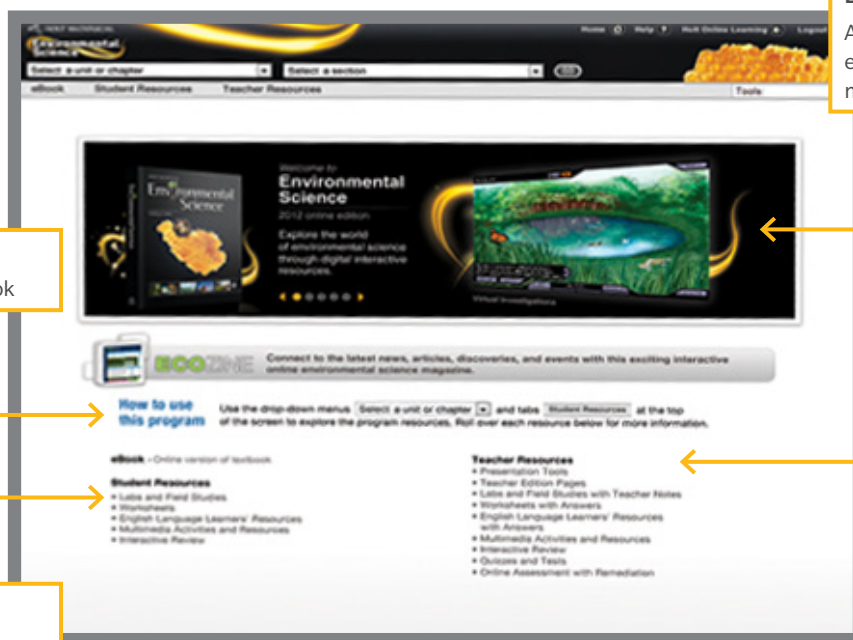 HOLT McDOUGAL
Environmental
Science
Home Help ? Holt Online Learning Logout
Select a unit or chapter Select a section GO
eBook Student Resources Teacher Resources
Tools:
A
e
n
Environmental
Science
Welcome to
Environmental
Science
2012 online edition
Explore the world
of environmental science
through digital interactive
resources.
Virtual Investigations
ok
ECOZINE Connect to the latest news, articles, discoveries, and events with this exciting interactive
online environmental science magazine.
How to use
this program
Use the drop-down menus Select a unit or chapter and tabs Student Resources at the top
of the screen to explore the program resources. Roll over each resource below for more information.
eBook - Online version of textbook
Student Resources
Labs and Field Studies
Worksheets
English Language Learners' Resources
Multimedia Activities and Resources
Interactive Review
Teacher Resources
Presentation Tools
Teacher Edition Pages
Labs and Field Studies with Teacher Notes
Worksheets with Answers
English Language Learners' Resources
with Answers
Multimedia Activities and Resources
Interactive Review
Quizzes and Tests
Online Assessment with Remediation